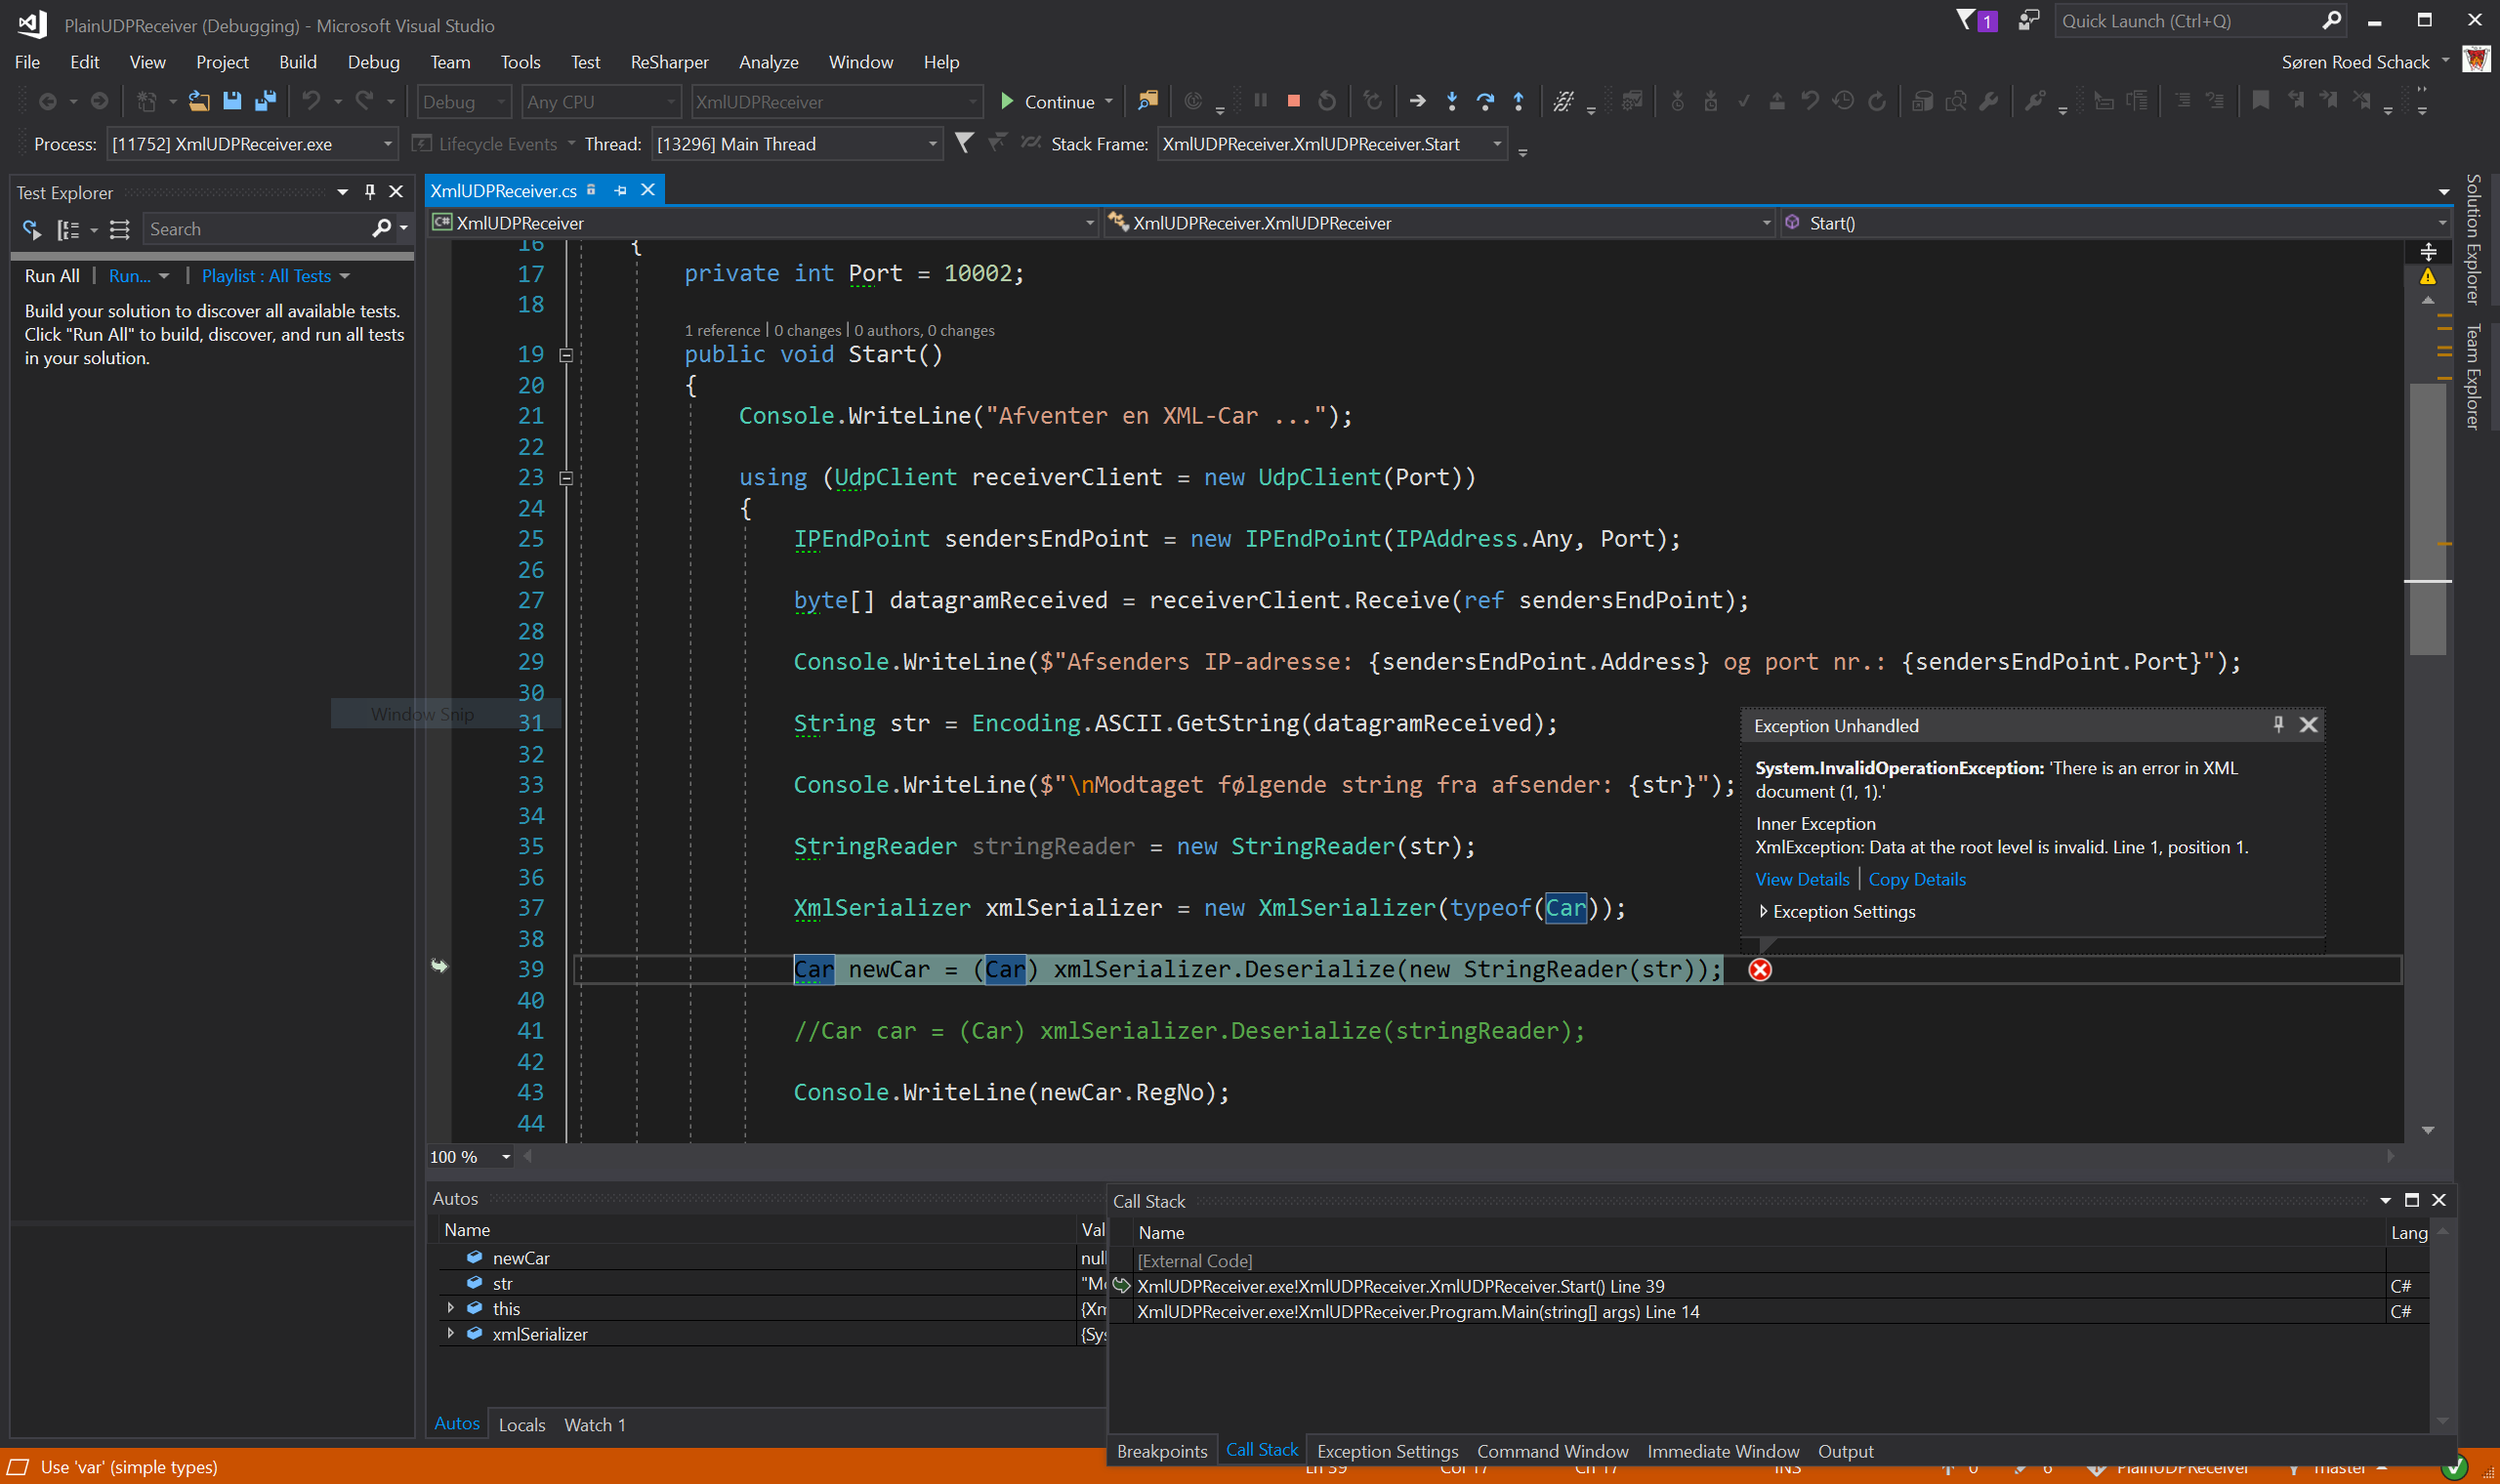 PlainUDPReceiver (Debugging) - Microsoft Visual Studio
1
Quick Launch (Ctrl+Q)
File Edit View Project Build Debug Team Tools Test ReSharper Analyze Window Help
Søren Roed Schack
Debug Any CPU XmlUDPReceiver Continue
Process: [11752] XmlUDPReceiver.exe Lifecycle Events Thread: [13296] Main Thread Stack Frame: XmlUDPReceiver.XmlUDPReceiver.Start
Test Explorer
Search
Run All | Run... | Playlist : All Tests
Build your solution to discover all available tests.
Click "Run All" to build, discover, and run all tests
in your solution.
Window Snip
XmlUDPReceiver.cs
C# XmlUDPReceiver XmlUDPReceiver.XmlUDPReceiver Start()
16 {
17 private int Port = 10002;
18
1 reference | 0 changes | 0 authors, 0 changes
19 public void Start()
20 {
21 Console.WriteLine("Afventer en XML-Car ...");
22
23 using (UdpClient receiverClient = new UdpClient(Port))
24 {
25 IPEndPoint sendersEndPoint = new IPEndPoint(IPAddress.Any, Port);
26
27 byte[] datagramReceived = receiverClient.Receive(ref sendersEndPoint);
28
29 Console.WriteLine($"Afsenders IP-adresse: {sendersEndPoint.Address} og port nr.: {sendersEndPoint.Port}");
30
31 String str = Encoding.ASCII.GetString(datagramReceived);
32
33 Console.WriteLine($"\nModtaget følgende string fra afsender: {str}");
34
35 StringReader stringReader = new StringReader(str);
36
37 XmlSerializer xmlSerializer = new XmlSerializer(typeof(Car));
38
39 Car newCar = (Car) xmlSerializer.Deserialize(new StringReader(str));
40
41 //Car car = (Car) xmlSerializer.Deserialize(stringReader);
42
43 Console.WriteLine(newCar.RegNo);
44
Exception Unhandled
System.InvalidOperationException: 'There is an error in XML
document (1, 1).'
Inner Exception
XmlException: Data at the root level is invalid. Line 1, position 1.
View Details | Copy Details
Exception Settings
Solution Explorer
Team Explorer
100 %
Autos
Name Val
newCar null
str "Mo
this {Xm
xmlSerializer {Sys
Autos Locals Watch 1
Call Stack
Name Lang
[External Code]
XmlUDPReceiver.exe!XmlUDPReceiver.XmlUDPReceiver.Start() Line 39 C#
XmlUDPReceiver.exe!XmlUDPReceiver.Program.Main(string[] args) Line 14 C#
Breakpoints Call Stack Exception Settings Command Window Immediate Window Output
Use 'var' (simple types) Ln 39 Col 17 Ch 17 INS 0 6 PlainUDPReceiver master